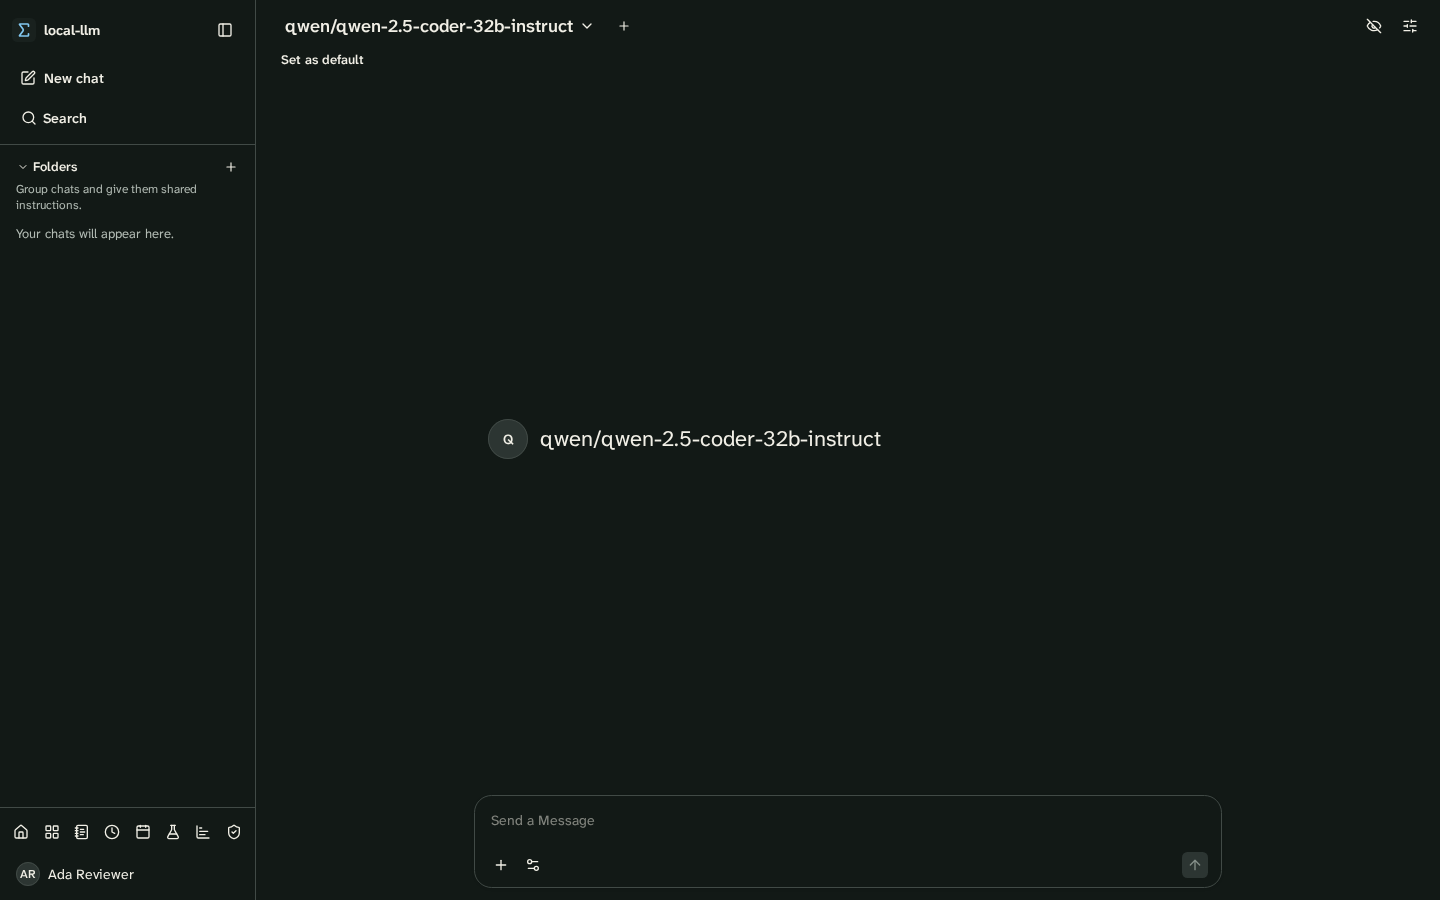 local-llm
New chat
Search
Folders
Group chats and give them shared
instructions.
Your chats will appear here.
AR
Ada Reviewer
qwen/qwen-2.5-coder-32b-instruct
Set as default
Q
qwen/qwen-2.5-coder-32b-instruct
Send a Message